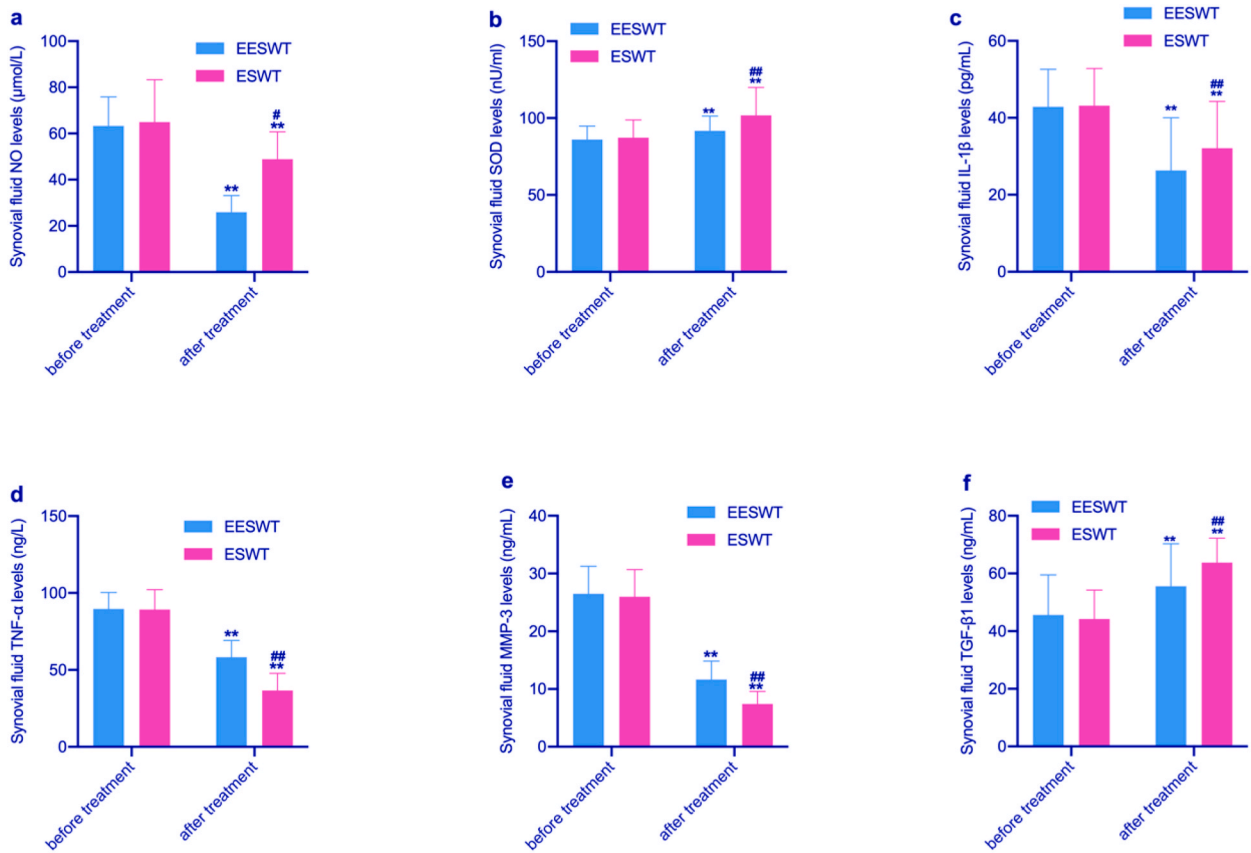 a
EESWT
ESWT
Synovial fluid NO levels (μmol/L)
100
80
60
40
20
0
**
#
**
before treatment
after treatment
b
EESWT
ESWT
Synovial fluid SOD levels (nU/ml)
150
100
50
0
**
##
**
before treatment
after treatment
c
EESWT
ESWT
Synovial fluid IL-1β levels (pg/mL)
60
40
20
0
**
##
**
before treatment
after treatment
d
EESWT
ESWT
Synovial fluid TNF-α levels (ng/L)
150
100
50
0
**
##
**
before treatment
after treatment
e
EESWT
ESWT
Synovial fluid MMP-3 levels (ng/mL)
40
30
20
10
0
**
##
**
before treatment
after treatment
f
EESWT
ESWT
Synovial fluid TGF-β1 levels (ng/mL)
80
60
40
20
0
**
##
**
before treatment
after treatment